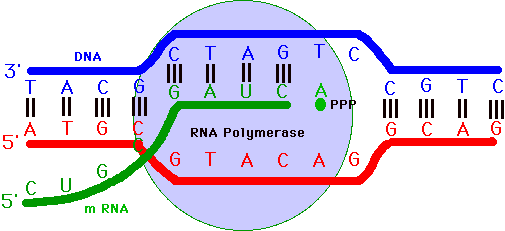 DNA
C T A G T C
3'
T A C G C G T C
G A U C A PPP
5' A T G C G C A G
RNA Polymerase
G T A C A G
5' C U G
m RNA